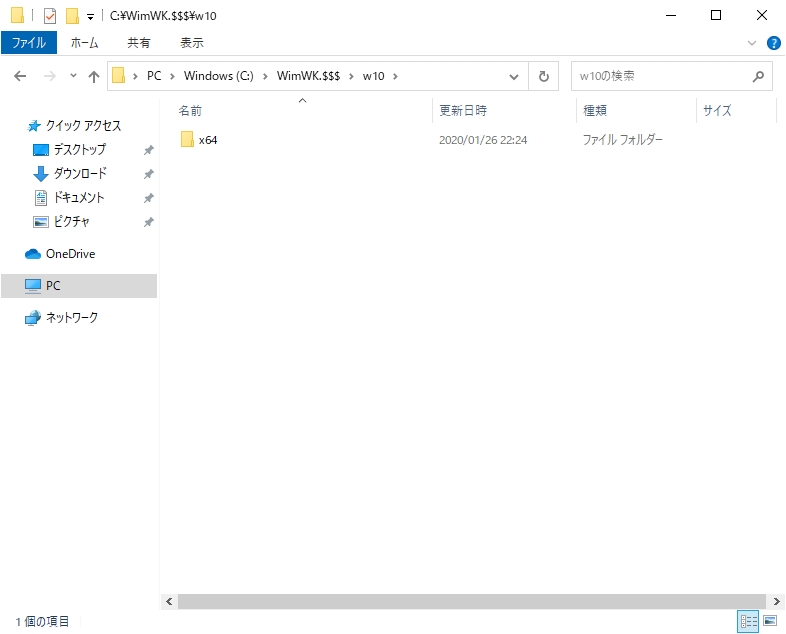 C:¥WimWK.$$$¥w10
ファイル ホーム 共有 表示
PC Windows (C:) WimWK.$$$ w10 w10の検索
名前 更新日時 種類 サイズ
x64 2020/01/26 22:24 ファイル フォルダー
クイック アクセス
デスクトップ
ダウンロード
ドキュメント
ピクチャ
OneDrive
PC
ネットワーク
1 個の項目